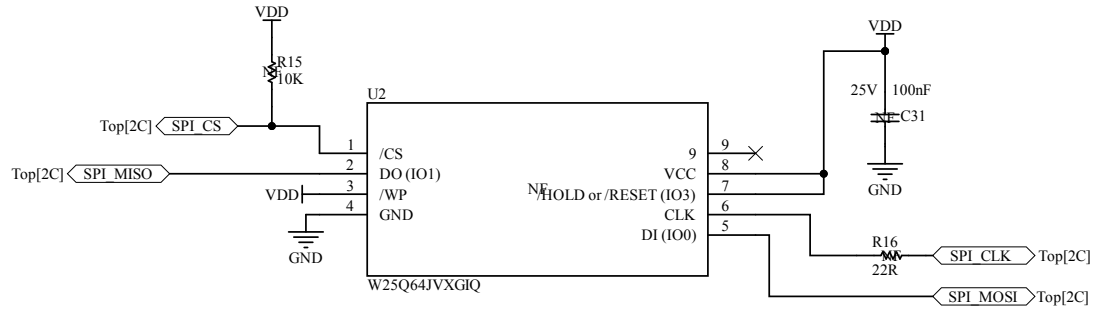 VDD
VDD
R15
NF
10K
U2
25V 100nF
NF C31
Top[2C] SPI_CS
1 /CS
9 9
Top[2C] SPI_MISO
2 DO (IO1)
VCC 8
VDD 3 /WP
NF /HOLD or /RESET (IO3) 7
GND
4 GND
CLK 6
DI (IO0) 5
GND
R16
NF
22R
SPI_CLK Top[2C]
W25Q64JVXGIQ
SPI_MOSI Top[2C]